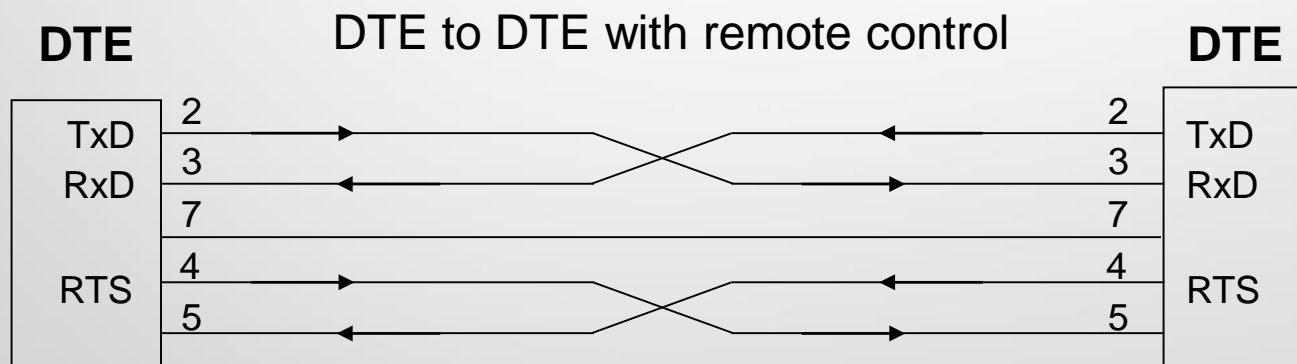 DTE DTE to DTE with remote control DTE
2 2
TxD TxD
3 3
RxD RxD
7 7
4 4
RTS RTS
5 5